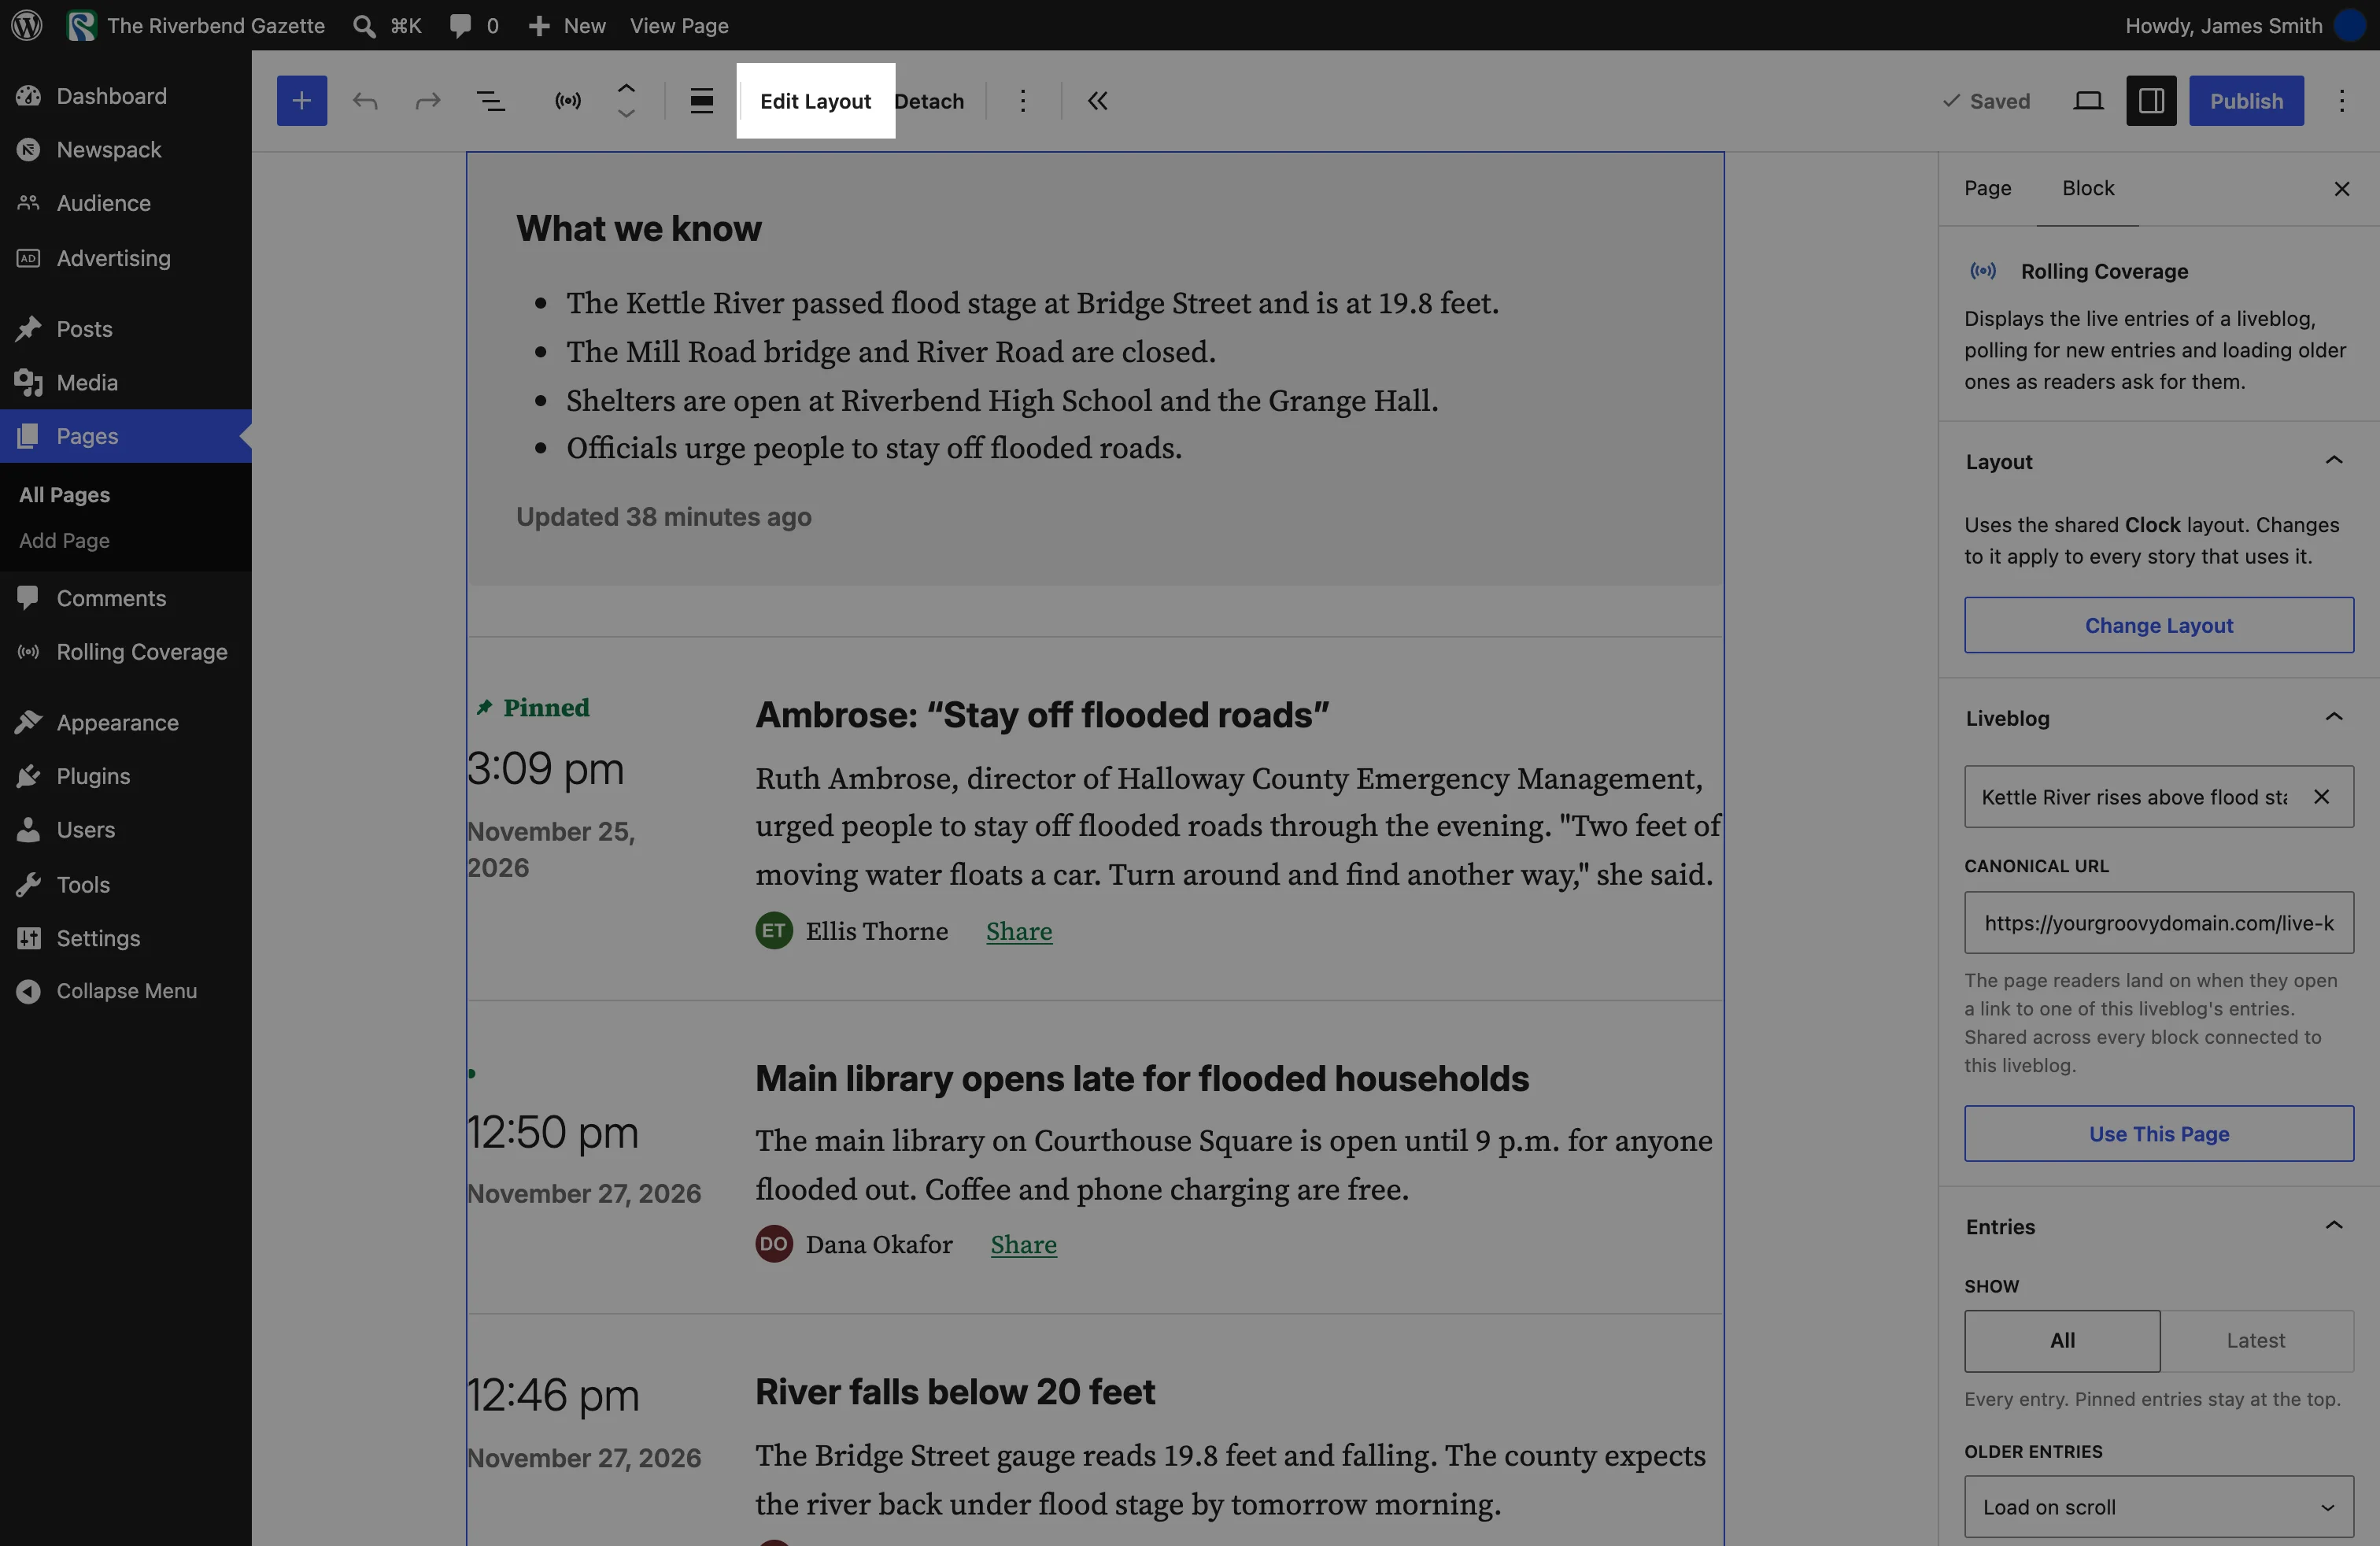 The Riverbend Gazette ⌘K 0 New View Page Howdy, James Smith
Dashboard
Newspack
Audience
AD Advertising
Posts
Media
Pages
All Pages
Add Page
Comments
Rolling Coverage
Appearance
Plugins
Users
Tools
Settings
Collapse Menu
Edit Layout Detach Saved Publish
What we know
• The Kettle River passed flood stage at Bridge Street and is at 19.8 feet.
• The Mill Road bridge and River Road are closed.
• Shelters are open at Riverbend High School and the Grange Hall.
• Officials urge people to stay off flooded roads.
Updated 38 minutes ago
Pinned
3:09 pm
November 25,
2026
Ambrose: “Stay off flooded roads”
Ruth Ambrose, director of Halloway County Emergency Management,
urged people to stay off flooded roads through the evening. "Two feet of
moving water floats a car. Turn around and find another way," she said.
ET Ellis Thorne Share
12:50 pm
November 27, 2026
Main library opens late for flooded households
The main library on Courthouse Square is open until 9 p.m. for anyone
flooded out. Coffee and phone charging are free.
DO Dana Okafor Share
12:46 pm
November 27, 2026
River falls below 20 feet
The Bridge Street gauge reads 19.8 feet and falling. The county expects
the river back under flood stage by tomorrow morning.
Page Block
Rolling Coverage
Displays the live entries of a liveblog,
polling for new entries and loading older
ones as readers ask for them.
Layout
Uses the shared Clock layout. Changes
to it apply to every story that uses it.
Change Layout
Liveblog
Kettle River rises above flood sta
CANONICAL URL
https://yourgroovydomain.com/live-k
The page readers land on when they open
a link to one of this liveblog's entries.
Shared across every block connected to
this liveblog.
Use This Page
Entries
SHOW
All Latest
Every entry. Pinned entries stay at the top.
OLDER ENTRIES
Load on scroll